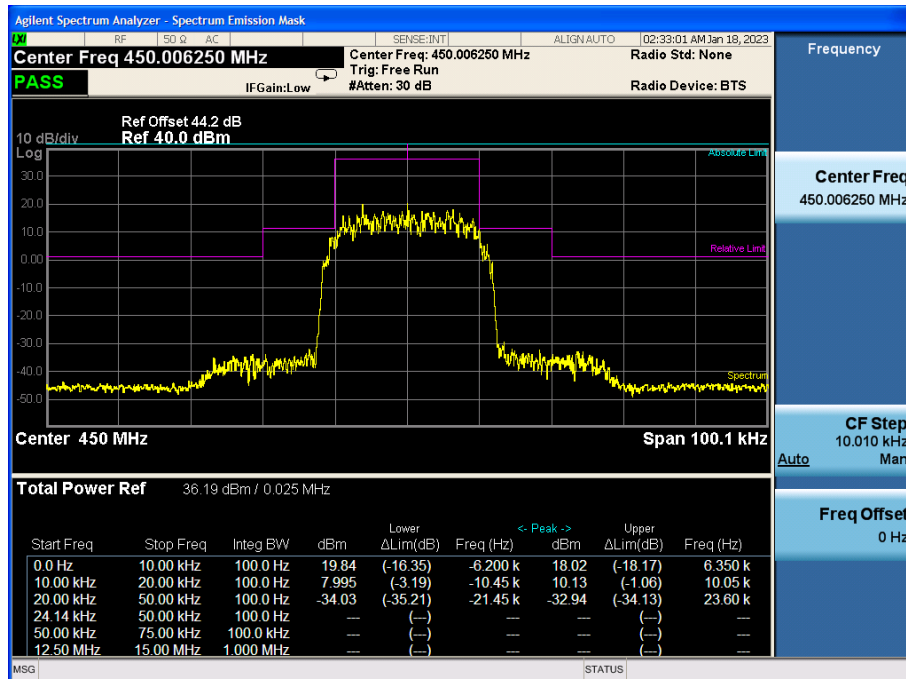 Agilent Spectrum Analyzer - Spectrum Emission Mask
LXI RF 50 Ω AC SENSE:INT ALIGN AUTO 02:33:01 AM Jan 18, 2023
Center Freq 450.006250 MHz
Center Freq: 450.006250 MHz Radio Std: None
Trig: Free Run
PASS IFGain:Low #Atten: 30 dB Radio Device: BTS
Ref Offset 44.2 dB
10 dB/div Ref 40.0 dBm
Log
Absolute Limit
30.0
20.0
10.0
Relative Limit
0.00
-10.0
-20.0
-30.0
-40.0
Spectrum
-50.0
Center 450 MHz Span 100.1 kHz
Total Power Ref 36.19 dBm / 0.025 MHz
Lower <- Peak -> Upper
Start Freq Stop Freq Integ BW dBm ΔLim(dB) Freq (Hz) dBm ΔLim(dB) Freq (Hz)
0.0 Hz 10.00 kHz 100.0 Hz 19.84 (-16.35) -6.200 k 18.02 (-18.17) 6.350 k
10.00 kHz 20.00 kHz 100.0 Hz 7.995 (-3.19) -10.45 k 10.13 (-1.06) 10.05 k
20.00 kHz 50.00 kHz 100.0 Hz -34.03 (-35.21) -21.45 k -32.94 (-34.13) 23.60 k
24.14 kHz 50.00 kHz 100.0 Hz --- (---) --- --- (---) ---
50.00 kHz 75.00 kHz 100.0 kHz --- (---) --- --- (---) ---
12.50 MHz 15.00 MHz 1.000 MHz --- (---) --- --- (---) ---
MSG STATUS
Frequency
Center Freq
450.006250 MHz
CF Step
10.010 kHz
Auto Man
Freq Offset
0 Hz